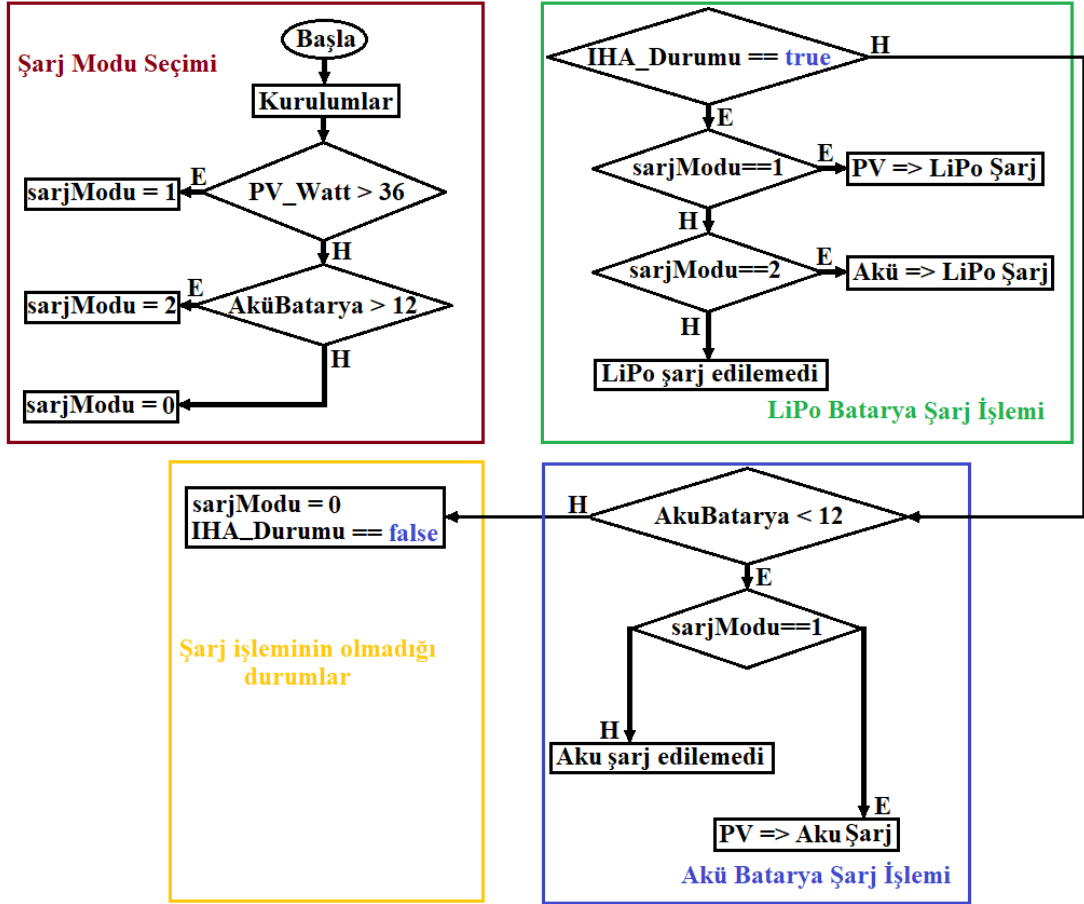 Şarj Modu Seçimi
Başla
Kurulumlar
PV_Watt > 36
E
sarjModu = 1
H
AküBatarya > 12
E
sarjModu = 2
H
sarjModu = 0
IHA_Durumu == true
H
E
sarjModu==1
E
PV => LiPo Şarj
H
sarjModu==2
E
Akü => LiPo Şarj
H
LiPo şarj edilemedi
LiPo Batarya Şarj İşlemi
sarjModu = 0
IHA_Durumu == false
Şarj işleminin olmadığı
durumlar
H
AkuBatarya < 12
E
sarjModu==1
H
Aku şarj edilemedi
E
PV => Aku Şarj
Akü Batarya Şarj İşlemi